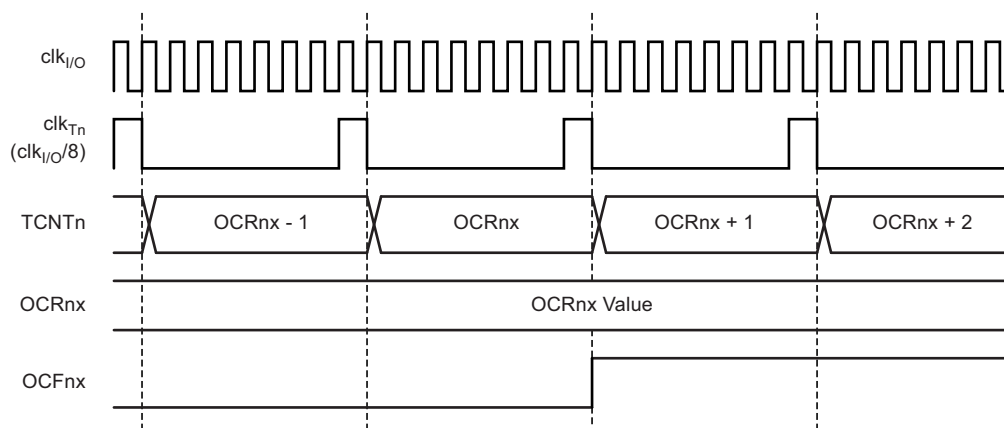 clkI/O
clkTn
(clkI/O/8)
TCNTn OCRnx - 1 OCRnx OCRnx + 1 OCRnx + 2
OCRnx OCRnx Value
OCFnx